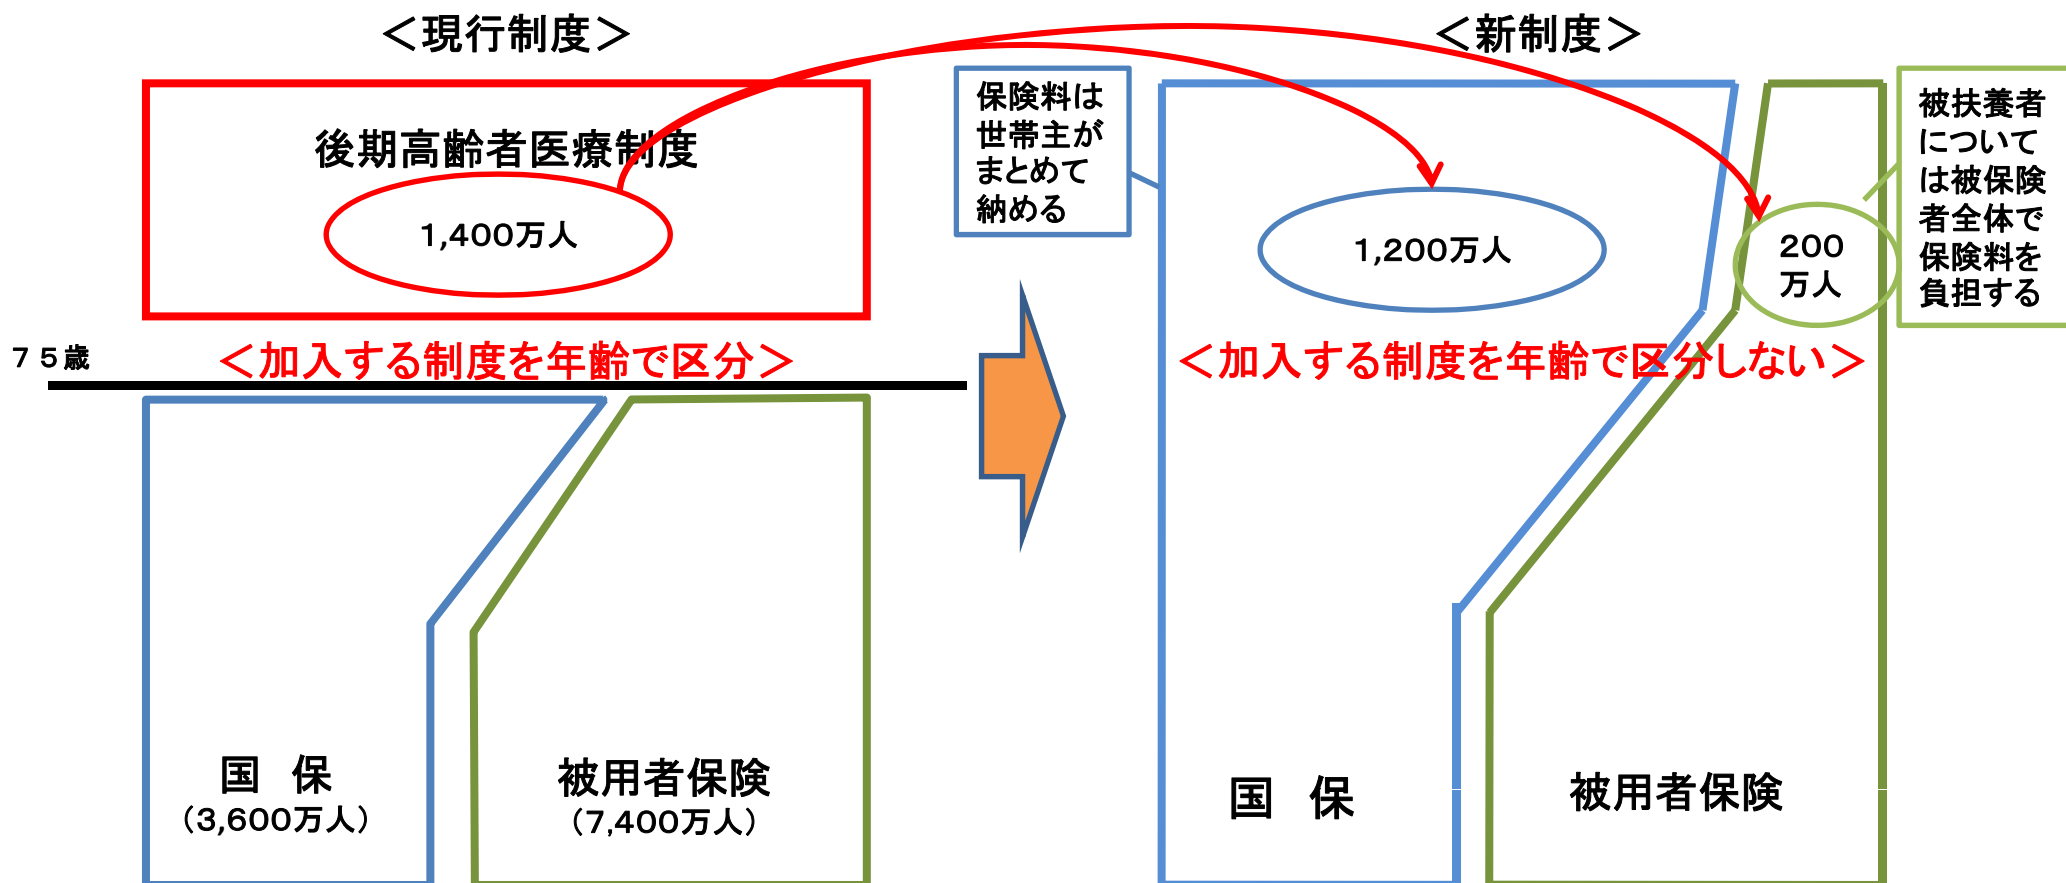 ＜現行制度＞
後期高齢者医療制度
1,400万人
７５歳
＜加入する制度を年齢で区分＞
国　保
（3,600万人）
被用者保険
（7,400万人）
＜新制度＞
保険料は
世帯主が
まとめて
納める
1,200万人
200
万人
被扶養者
について
は被保険
者全体で
保険料を
負担する
＜加入する制度を年齢で区分しない＞
国　保
被用者保険